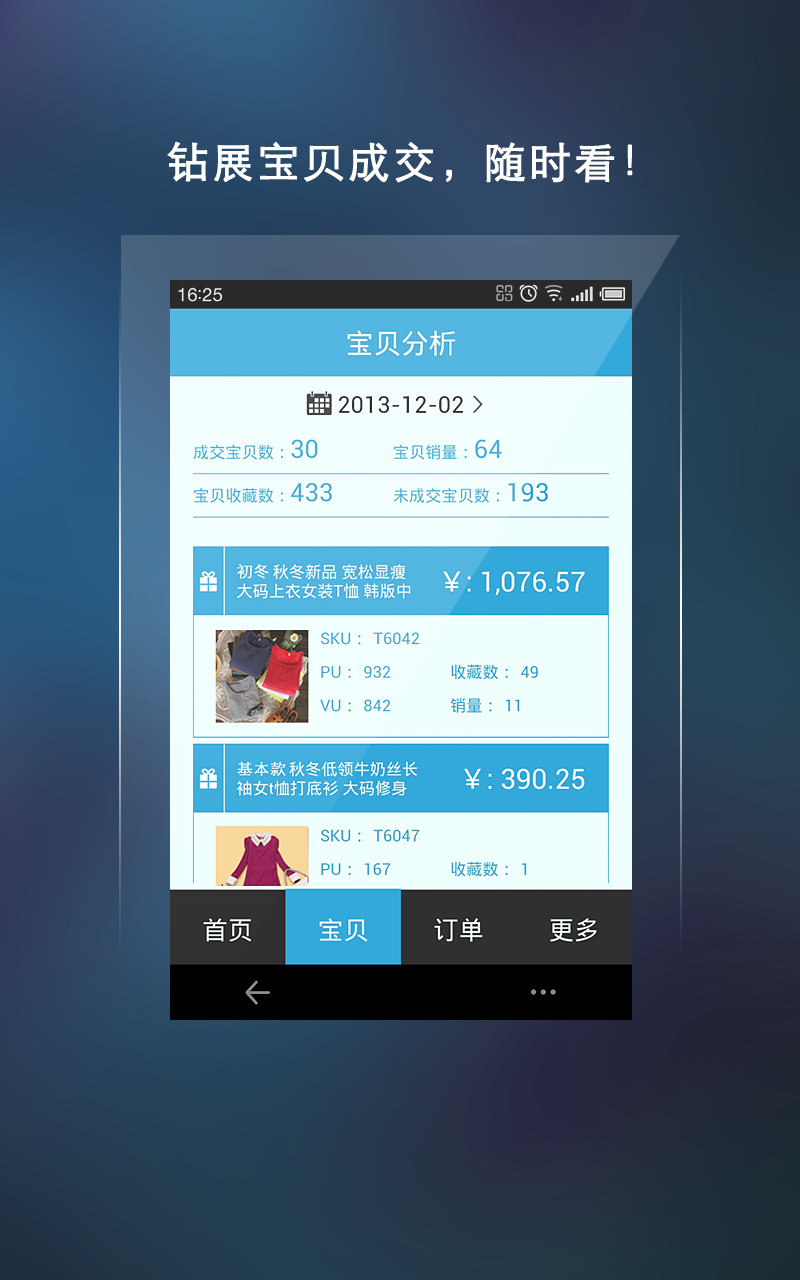 钻展宝贝成交，随时看！
16:25
宝贝分析
2013-12-02
成交宝贝数：30 宝贝销量：64
宝贝收藏数：433 未成交宝贝数：193
初冬 秋冬新品 宽松显瘦
大码上衣女装T恤 韩版中
¥：1,076.57
SKU： T6042
PU： 932 收藏数： 49
VU： 842 销量： 11
基本款 秋冬低领牛奶丝长
袖女t恤打底衫 大码修身
¥：390.25
SKU： T6047
PU： 167 收藏数： 1
首页 宝贝 订单 更多